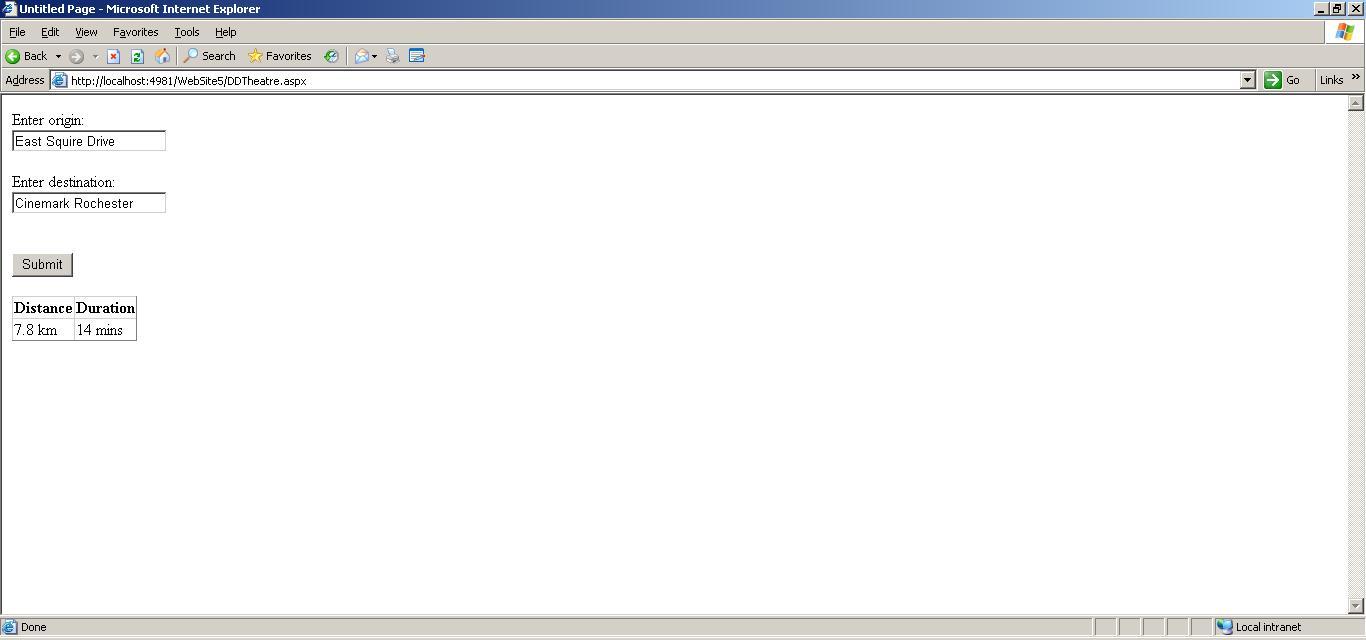 Untitled Page - Microsoft Internet Explorer
File Edit View Favorites Tools Help
Back Search Favorites
Address http://localhost:4981/WebSite5/DDTheatre.aspx Go Links »
Enter origin:
East Squire Drive
Enter destination:
Cinemark Rochester
Submit
Distance Duration
7.8 km 14 mins
Done Local intranet